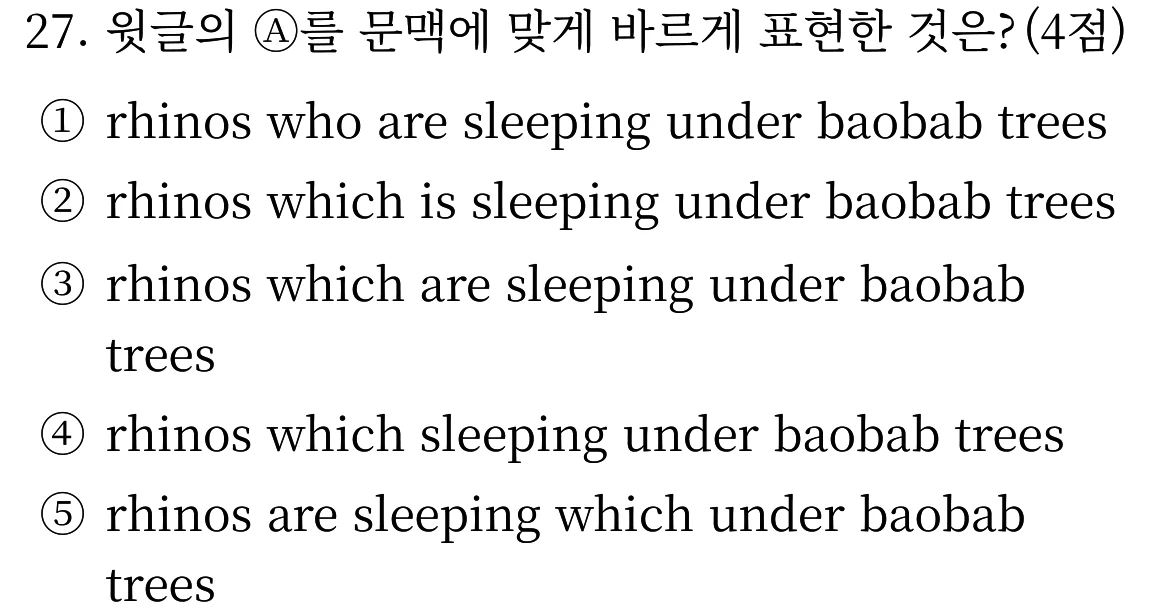 27. 윗글의 Ⓐ를 문맥에 맞게 바르게 표현한 것은?(4점)
① rhinos who are sleeping under baobab trees
② rhinos which is sleeping under baobab trees
③ rhinos which are sleeping under baobab
trees
④ rhinos which sleeping under baobab trees
⑤ rhinos are sleeping which under baobab
trees